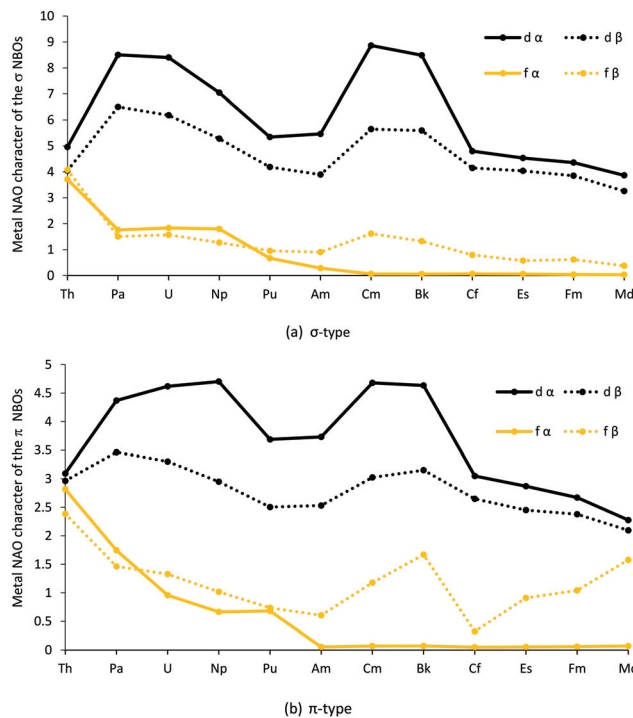 Metal NAO character of the σ NBOs
10
9
8
7
6
5
4
3
2
1
0
d α
d β
f α
f β
Th Pa U Np Pu Am Cm Bk Cf Es Fm Md
(a) σ-type
Metal NAO character of the π NBOs
5
4.5
4
3.5
3
2.5
2
1.5
1
0.5
0
d α
d β
f α
f β
Th Pa U Np Pu Am Cm Bk Cf Es Fm Md
(b) π-type